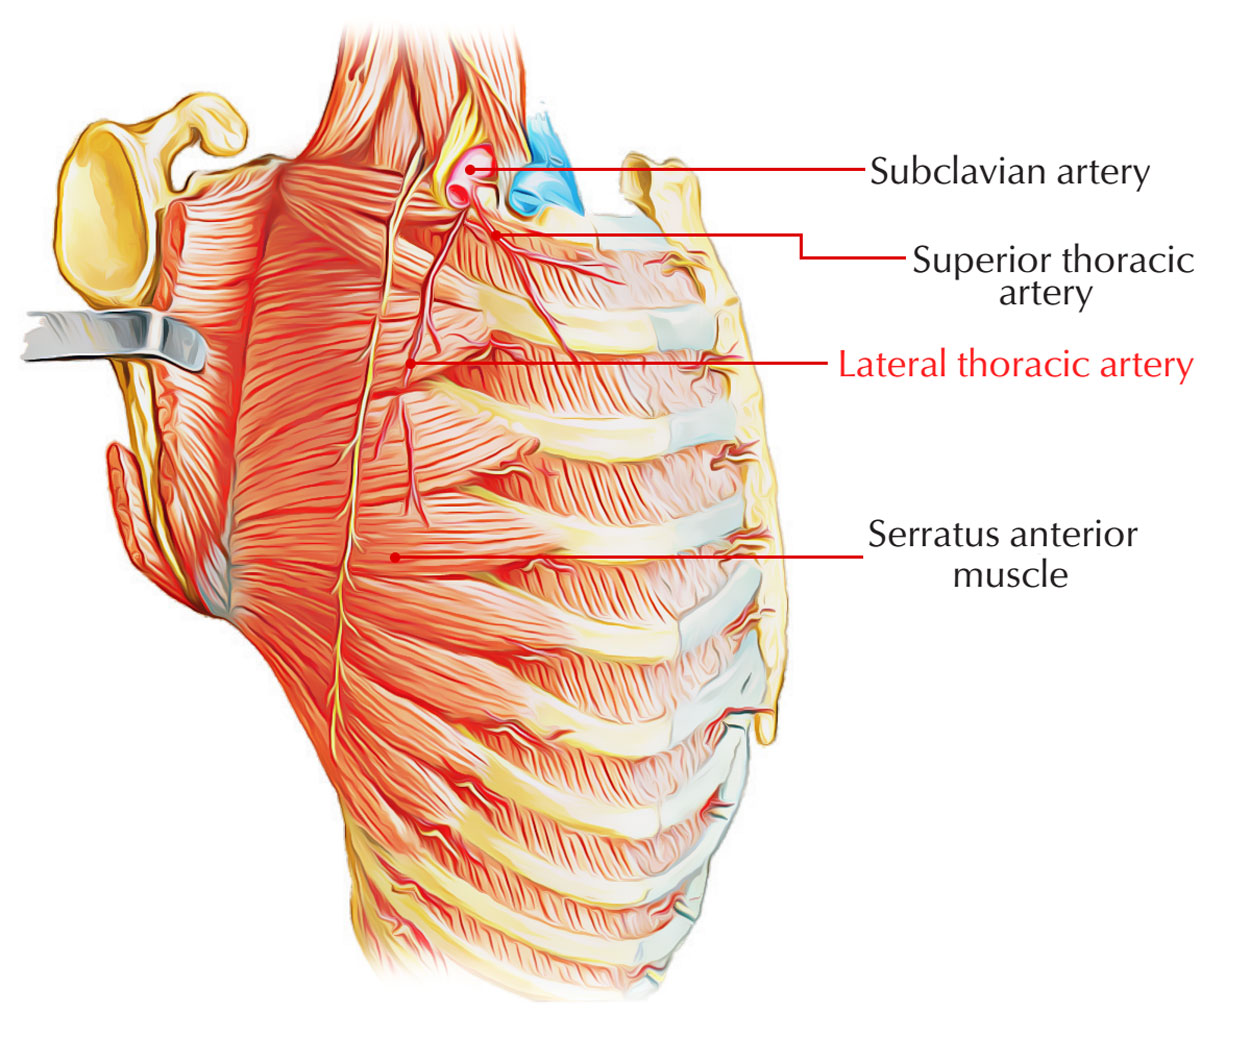 Subclavian artery
Superior thoracic
artery
Lateral thoracic artery
Serratus anterior
muscle